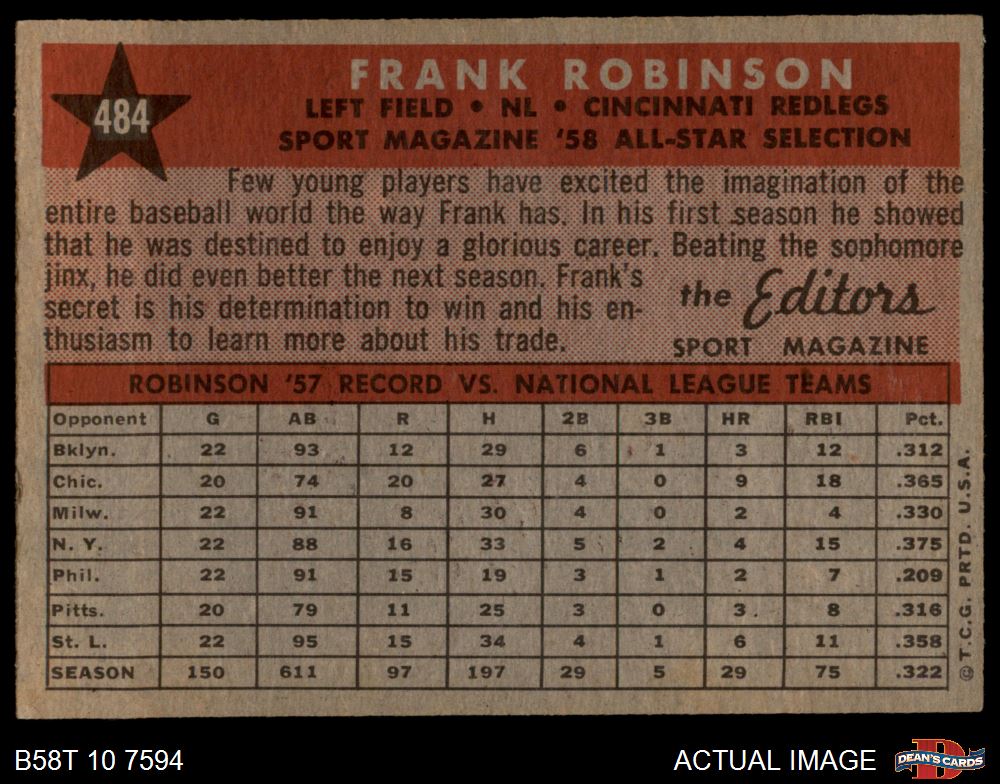 484
FRANK ROBINSON
LEFT FIELD • NL • CINCINNATI REDLEGS
SPORT MAGAZINE '58 ALL-STAR SELECTION
Few young players have excited the imagination of the
entire baseball world the way Frank has. In his first season he showed
that he was destined to enjoy a glorious career. Beating the sophomore
jinx, he did even better the next season. Frank's
secret is his determination to win and his en-
thusiasm to learn more about his trade.
the Editors
SPORT MAGAZINE
ROBINSON '57 RECORD VS. NATIONAL LEAGUE TEAMS
Opponent G AB R H 2B 3B HR RBI Pct.
Bklyn. 22 93 12 29 6 1 3 12 .312
Chic. 20 74 20 27 4 0 9 18 .365
Milw. 22 91 8 30 4 0 2 4 .330
N. Y. 22 88 16 33 5 2 4 15 .375
Phil. 22 91 15 19 3 1 2 7 .209
Pitts. 20 79 11 25 3 0 3 8 .316
St. L. 22 95 15 34 4 1 6 11 .358
SEASON 150 611 97 197 29 5 29 75 .322
©T.C.G. PRTD. U.S.A.
B58T 10 7594
ACTUAL IMAGE
D
DEAN'S CARDS